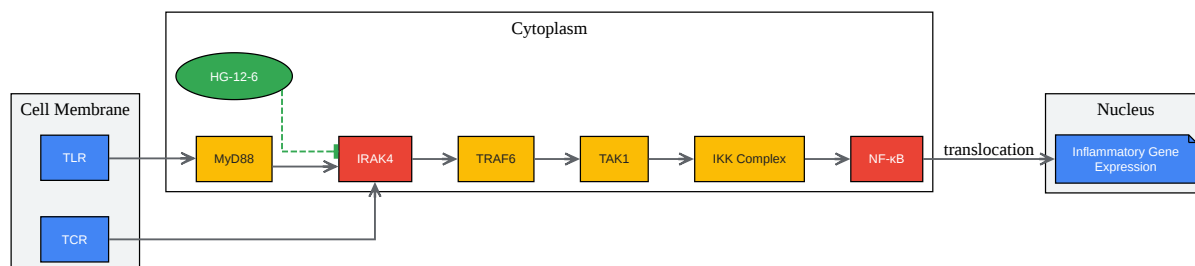 Cytoplasm
HG-12-6
Cell Membrane
TLR
TCR
MyD88
IRAK4
TRAF6
TAK1
IKK Complex
NF-κB
translocation
Nucleus
Inflammatory Gene
Expression